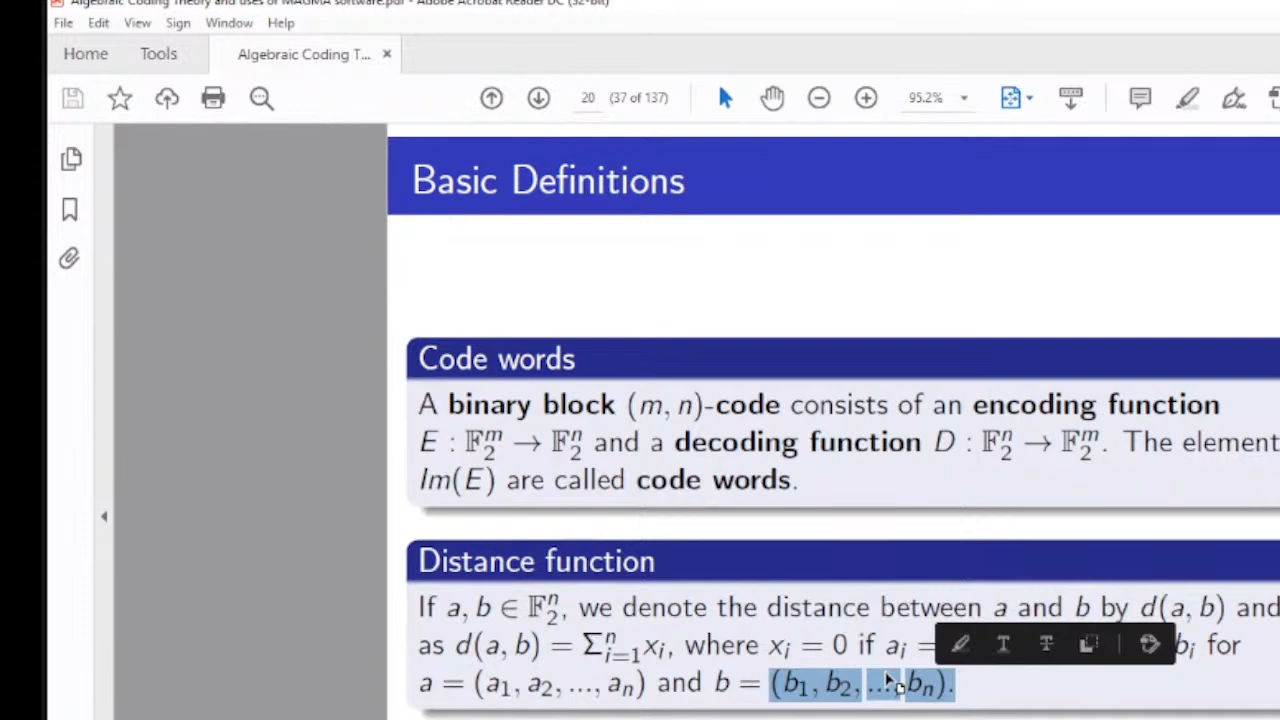 Algebraic Coding Theory and uses of MAGMA software.pdf - Adobe Acrobat Reader DC (32-bit)
File Edit View Sign Window Help
Home Tools Algebraic Coding T... ×
20 (37 of 137) 95.2%
Basic Definitions
Code words
A binary block (m, n)-code consists of an encoding function
E : 𝔽₂ᵐ → 𝔽₂ⁿ and a decoding function D : 𝔽₂ⁿ → 𝔽₂ᵐ. The element
Im(E) are called code words.
Distance function
If a, b ∈ 𝔽₂ⁿ, we denote the distance between a and b by d(a, b) and
as d(a, b) = Σⁿᵢ₌₁xᵢ, where xᵢ = 0 if aᵢ = bᵢ for
a = (a₁, a₂, ..., aₙ) and b = (b₁, b₂, ..., bₙ).